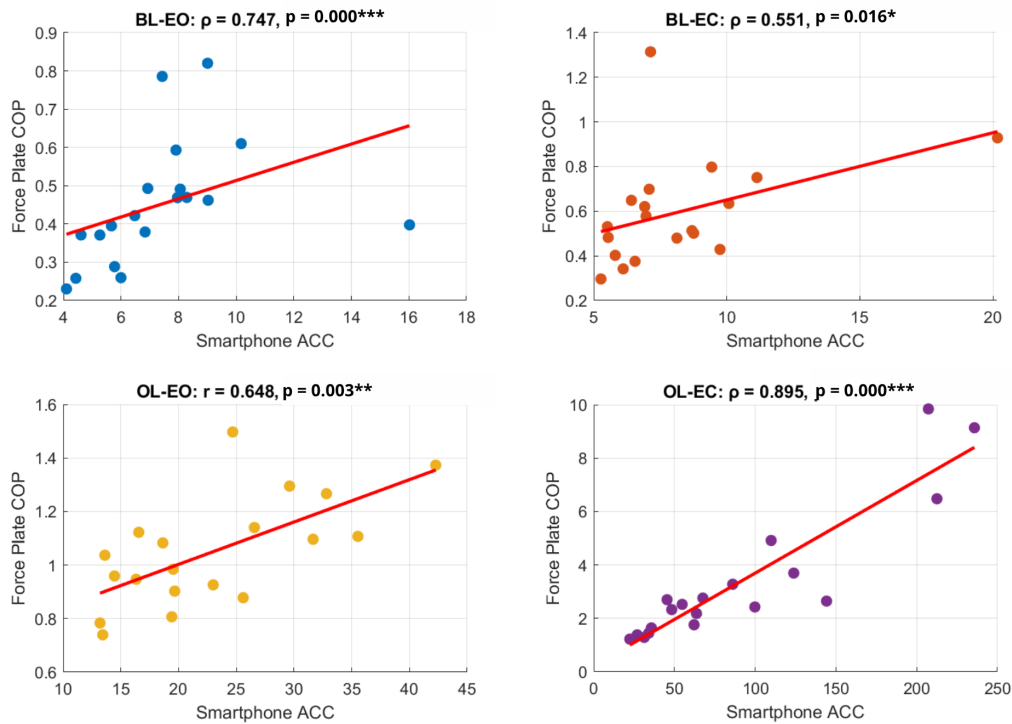 BL-EO: ρ = 0.747, p = 0.000***
0.9
0.8
0.7
0.6
0.5
0.4
0.3
0.2
Force Plate COP
4 6 8 10 12 14 16 18
Smartphone ACC
BL-EC: ρ = 0.551, p = 0.016*
1.4
1.2
1
0.8
0.6
0.4
0.2
Force Plate COP
5 10 15 20
Smartphone ACC
OL-EO: r = 0.648, p = 0.003**
1.6
1.4
1.2
1
0.8
0.6
Force Plate COP
10 15 20 25 30 35 40 45
Smartphone ACC
OL-EC: ρ = 0.895, p = 0.000***
10
8
6
4
2
0
Force Plate COP
0 50 100 150 200 250
Smartphone ACC